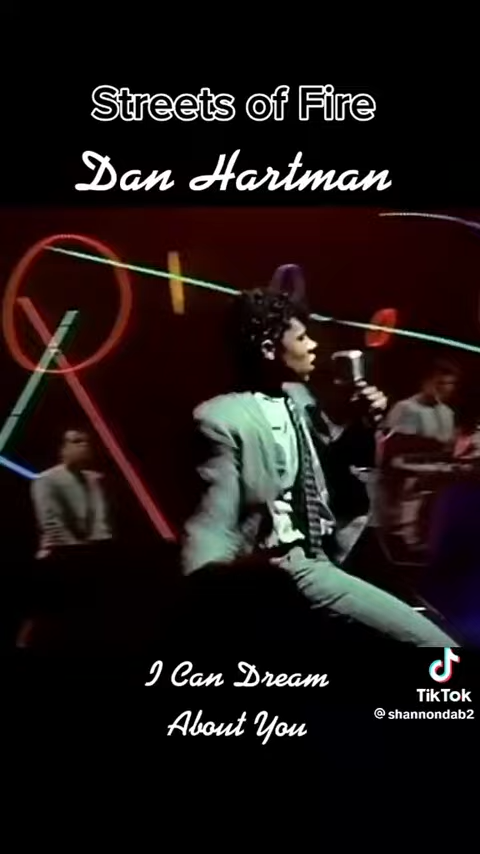 Streets of Fire
Dan Hartman
I Can Dream
About You
TikTok
@shannondab2